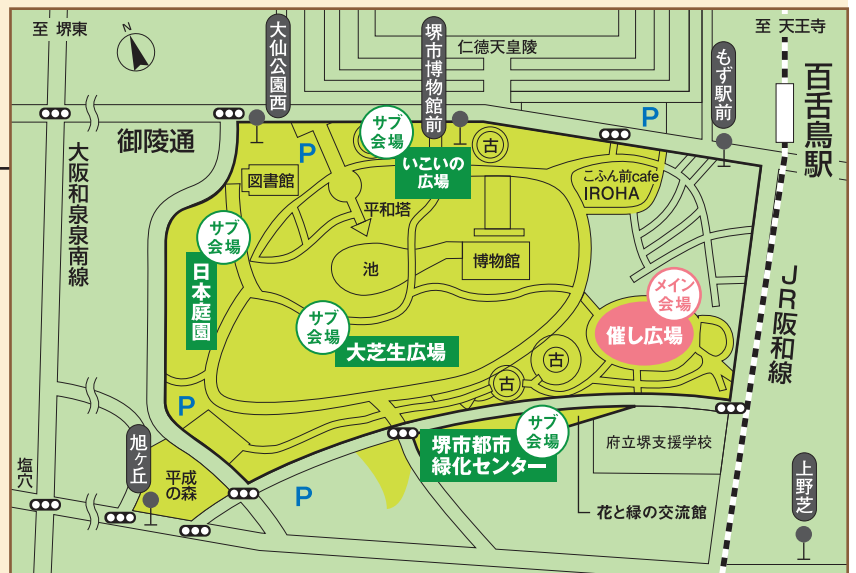 至 堺東
N
大仙公園西
堺市博物館前
仁徳天皇陵
もず駅前
至 天王寺
百舌鳥駅
御陵通
大阪和泉泉南線
P
P
サブ
会場
いこいの
広場
古
図書館
こふん前cafe
IROHA
平和塔
サブ
会場
日本庭園
池
博物館
メイン
会場
催し広場
JR阪和線
サブ
会場
大芝生広場
古
古
P
サブ
会場
堺市都市
緑化センター
府立堺支援学校
旭ヶ丘
塩穴
平成
の森
P
花と緑の交流館
上野芝